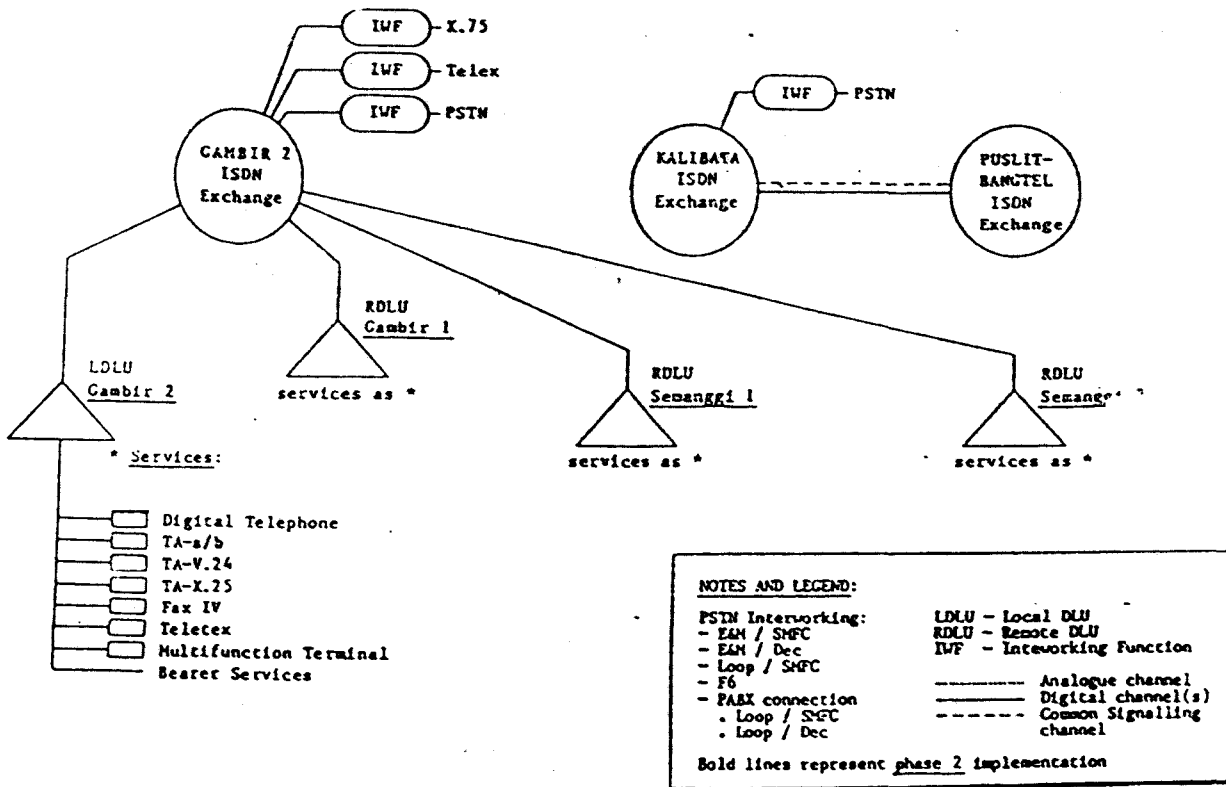 IWF X.75
IWF Telex
IWF PSTN
GAMBIR 2
ISDN
Exchange
IWF PSTN
KALIBATA
ISDN
Exchange
PUSLIT-
BANGTEL
ISDN
Exchange
RDLU
Gambir 1
services as *
LDLU
Gambir 2
RDLU
Semanggi 1
services as *
RDLU
services as *
* Services:
Digital Telephone
TA-a/b
TA-V.24
TA-X.25
Fax IV
Teletex
Multifunction Terminal
Bearer Services
NOTES AND LEGEND:
PSTN Interworking:
- E&M / SMFC
- E&M / Dec
- Loop / SMFC
- F6
- PABX connection
. Loop / SMFC
. Loop / Dec
LDLU - Local DLU
RDLU - Remote DLU
IWF - Inteworking Function
Analogue channel
Digital channel(s)
Common Signalling
channel
Bold lines represent phase 2 implementation